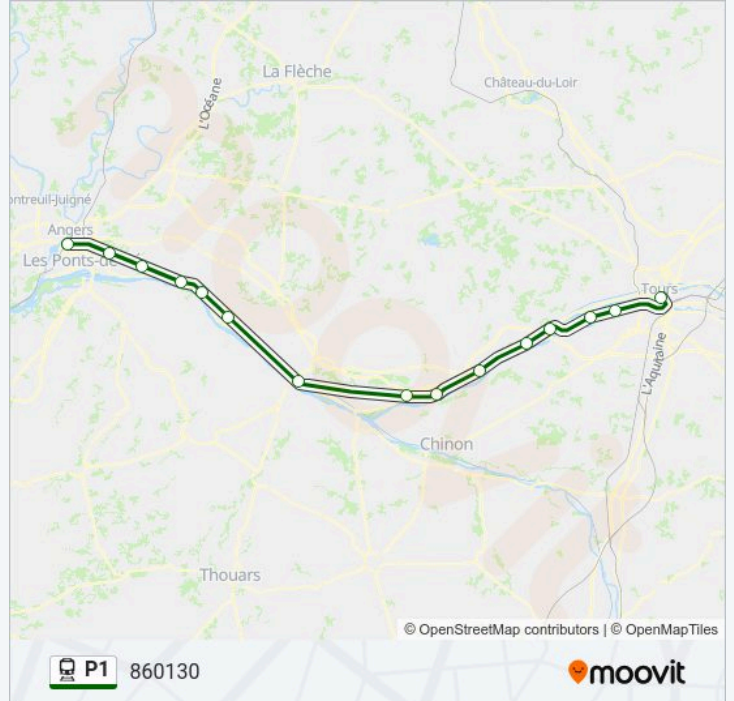 La Flèche
Château-du-Loir
L'Océane
ontreuil-Juigné
Angers
Les Ponts-de
Tours
L'Aquitaine
Chinon
Thouars
© OpenStreetMap contributors | © OpenMapTiles
P1 860130
moovit